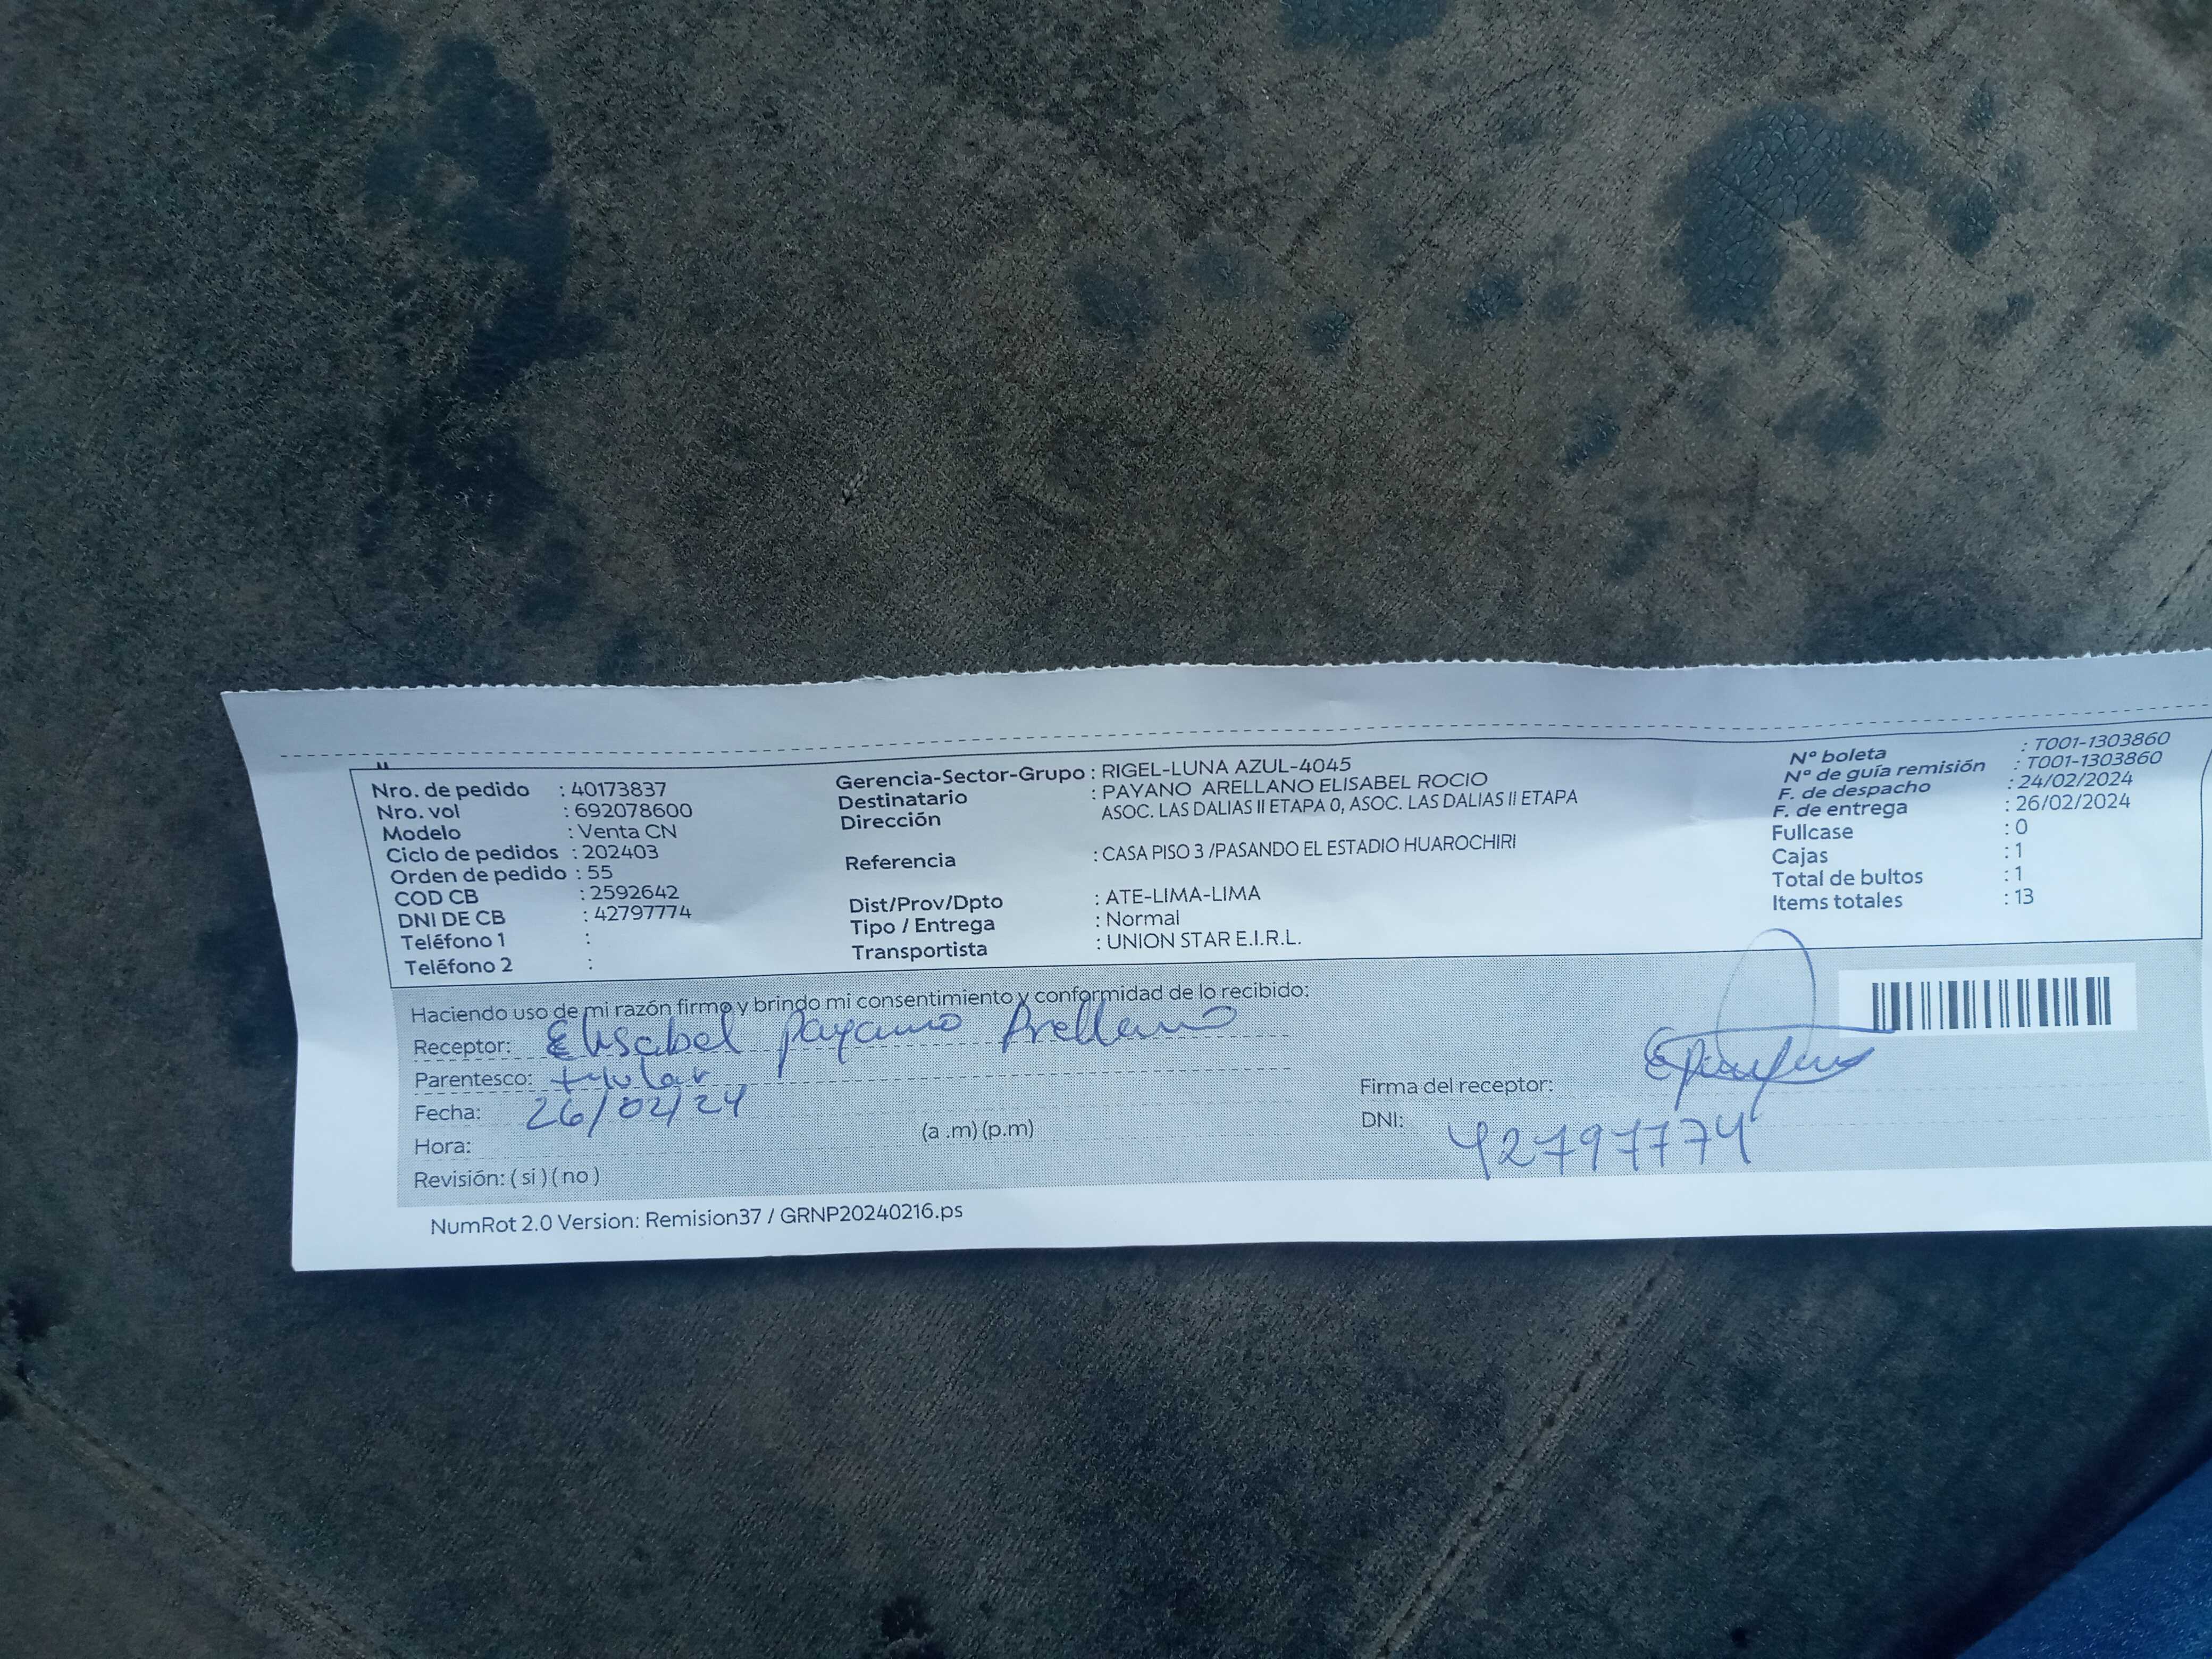 Nro. de pedido : 40173837
Nro. vol : 692078600
Modelo : Venta CN
Ciclo de pedidos : 202403
Orden de pedido : 55
COD CB : 2592642
DNI DE CB : 42797774
Teléfono 1 :
Teléfono 2 :
Gerencia-Sector-Grupo : RIGEL-LUNA AZUL-4045
Destinatario : PAYANO ARELLANO ELISABEL ROCIO
Dirección ASOC. LAS DALIAS II ETAPA 0, ASOC. LAS DALIAS II ETAPA
Referencia : CASA PISO 3 /PASANDO EL ESTADIO HUAROCHIRI
Dist/Prov/Dpto : ATE-LIMA-LIMA
Tipo / Entrega : Normal
Transportista : UNION STAR E.I.R.L.
Nº boleta : T001-1303860
Nº de guía remisión : T001-1303860
F. de despacho : 24/02/2024
F. de entrega : 26/02/2024
Fullcase : 0
Cajas : 1
Total de bultos : 1
Items totales : 13
Haciendo uso de mi razón firmo y brindo mi consentimiento y conformidad de lo recibido:
Receptor: Elisabel payano Arellano
Parentesco: titular
Fecha: 26/02/24
Hora: (a .m) (p.m)
Revisión: ( si ) ( no )
Firma del receptor:
DNI: 42797774
NumRot 2.0 Version: Remision37 / GRNP20240216.ps